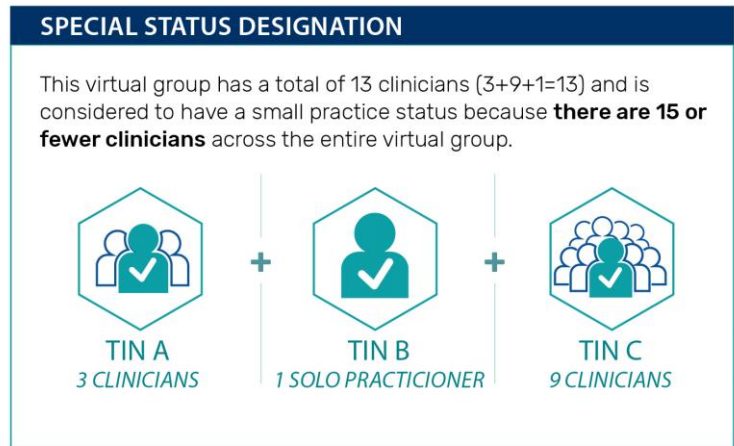 SPECIAL STATUS DESIGNATION
This virtual group has a total of 13 clinicians (3+9+1=13) and is
considered to have a small practice status because there are 15 or
fewer clinicians across the entire virtual group.
+ +
TIN A TIN B TIN C
3 CLINICIANS 1 SOLO PRACTICIONER 9 CLINICIANS